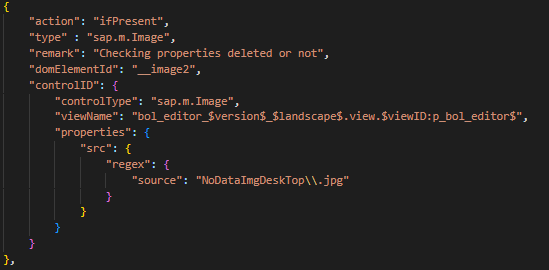 {
"action": "ifPresent",
"type" : "sap.m.Image",
"remark": "Checking properties deleted or not",
"domElementId": "__image2",
"controlID": {
"controlType": "sap.m.Image",
"viewName": "bol_editor_$version$_$landscape$.view.$viewID:p_bol_editor$",
"properties": {
"src": {
"regex": {
"source": "NoDataImgDeskTop\\.jpg"
}
}
}
}
},